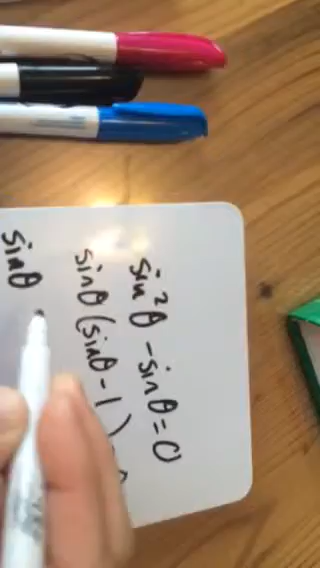 sin²θ - sinθ = 0
sinθ (sinθ - 1) =
sinθ